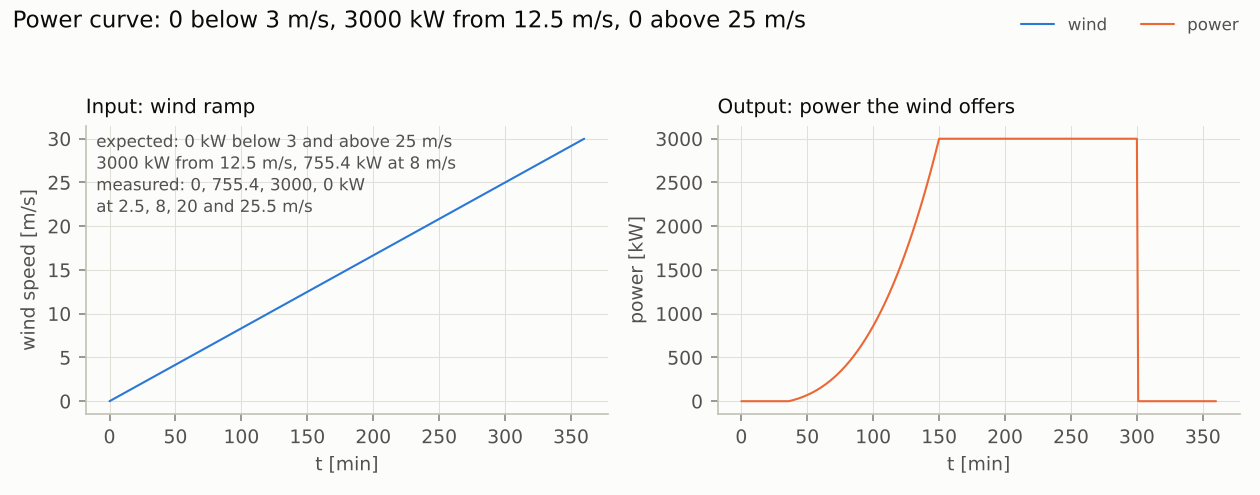 Power curve: 0 below 3 m/s, 3000 kW from 12.5 m/s, 0 above 25 m/s
wind
power
Input: wind ramp
expected: 0 kW below 3 and above 25 m/s
3000 kW from 12.5 m/s, 755.4 kW at 8 m/s
measured: 0, 755.4, 3000, 0 kW
at 2.5, 8, 20 and 25.5 m/s
wind speed [m/s]
30
25
20
15
10
5
0
0 50 100 150 200 250 300 350
t [min]
Output: power the wind offers
power [kW]
3000
2500
2000
1500
1000
500
0
0 50 100 150 200 250 300 350
t [min]